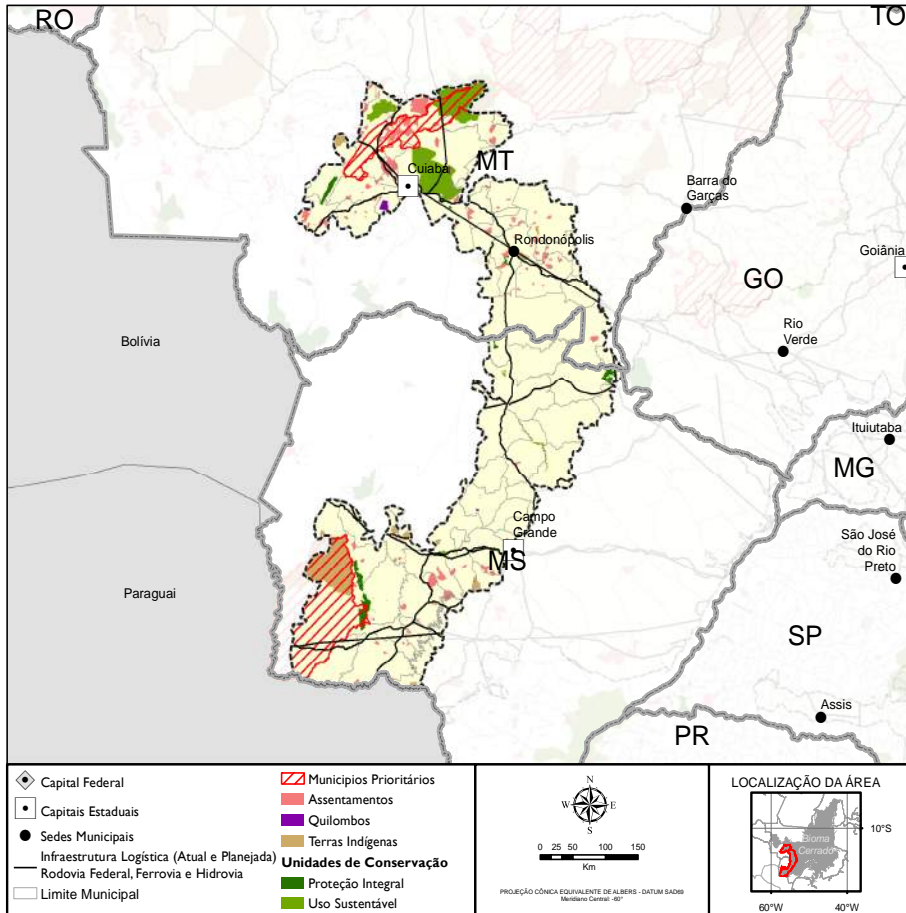 RO
TO
MT
Cuiabá
Barra do
Garças
Rondonópolis
Goiânia
GO
Bolívia
Rio
Verde
Ituiutaba
MG
Campo
Grande
MS
São José
do Rio
Preto
Paraguai
SP
Assis
PR
Capital Federal
Capitais Estaduais
Sedes Municipais
Infraestrutura Logística (Atual e Planejada)
Rodovia Federal, Ferrovia e Hidrovia
Limite Municipal
Municipios Prioritários
Assentamentos
Quilombos
Terras Indígenas
Unidades de Conservação
Proteção Integral
Uso Sustentável
N
W E
S
0 25 50 100 150
Km
PROJEÇÃO CÔNICA EQUIVALENTE DE ALBERS - DATUM SAD69
Meridiano Central: -60°
LOCALIZAÇÃO DA ÁREA
10°S
Bioma
Cerrado
60°W 40°W